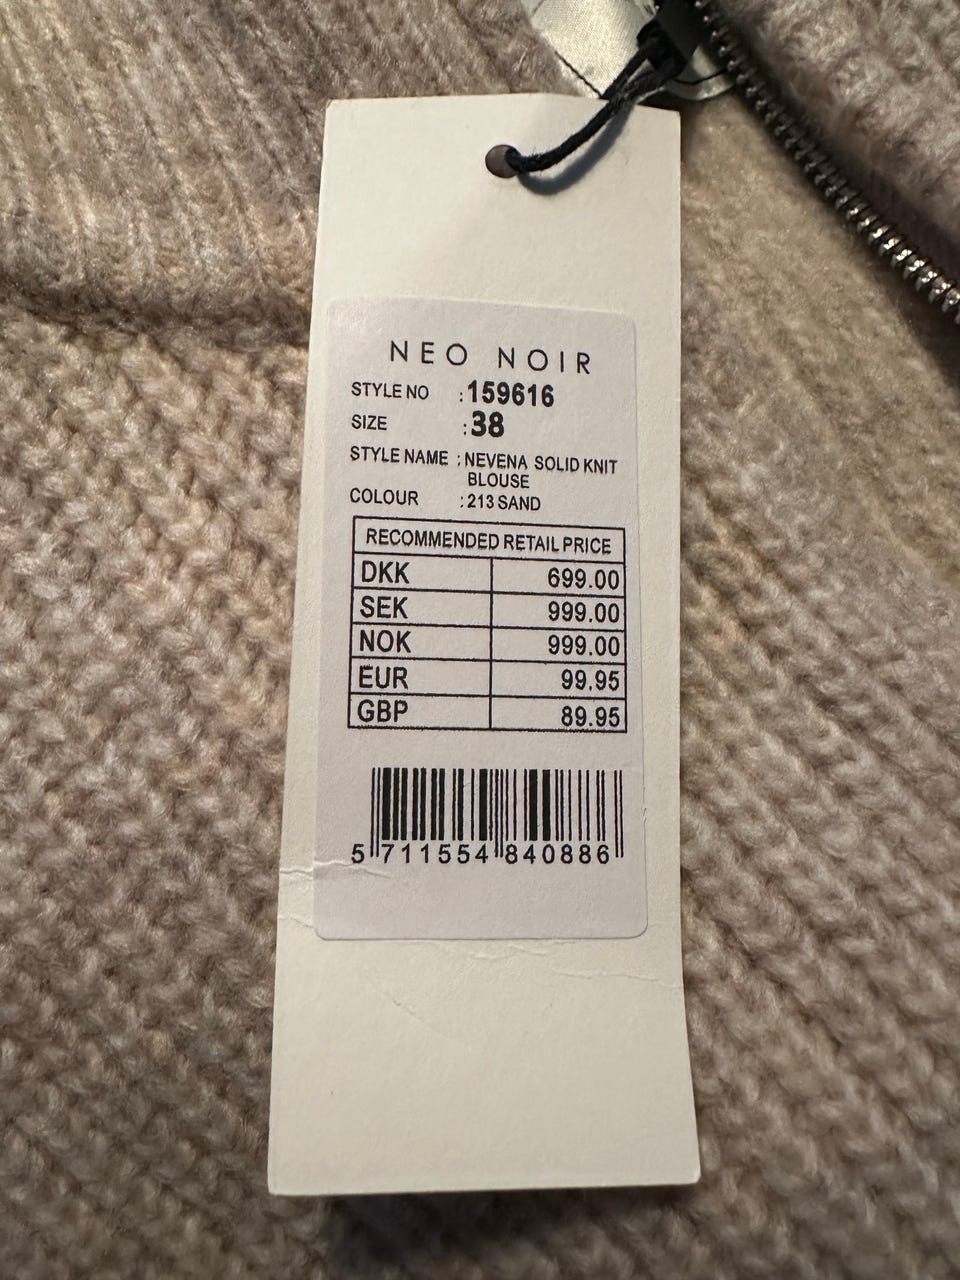 NEO NOIR
STYLE NO : 159616
SIZE : 38
STYLE NAME : NEVENA SOLID KNIT
BLOUSE
COLOUR : 213 SAND
RECOMMENDED RETAIL PRICE
DKK 699.00
SEK 999.00
NOK 999.00
EUR 99.95
GBP 89.95
5 711554 840886